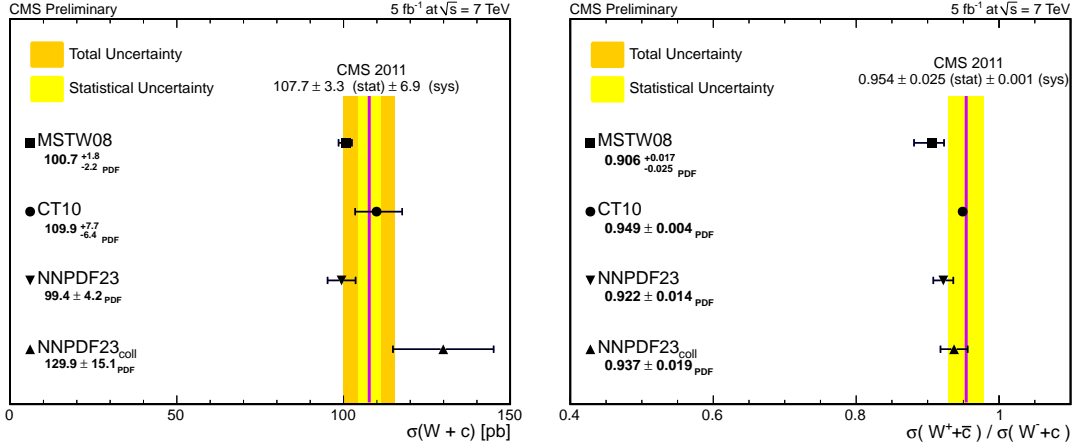 CMS Preliminary
5 fb⁻¹ at √s = 7 TeV
Total Uncertainty
Statistical Uncertainty
CMS 2011
107.7 ± 3.3 (stat) ± 6.9 (sys)
MSTW08
100.7 +1.8 -2.2 PDF
CT10
109.9 +7.7 -6.4 PDF
NNPDF23
99.4 ± 4.2 PDF
NNPDF23coll
129.9 ± 15.1 PDF
0 50 100 150
σ(W + c) [pb]
CMS Preliminary
5 fb⁻¹ at √s = 7 TeV
Total Uncertainty
Statistical Uncertainty
CMS 2011
0.954 ± 0.025 (stat) ± 0.001 (sys)
MSTW08
0.906 +0.017 -0.025 PDF
CT10
0.949 ± 0.004 PDF
NNPDF23
0.922 ± 0.014 PDF
NNPDF23coll
0.937 ± 0.019 PDF
0.4 0.6 0.8 1
σ( W⁺+c̅) / σ( W⁻+c)